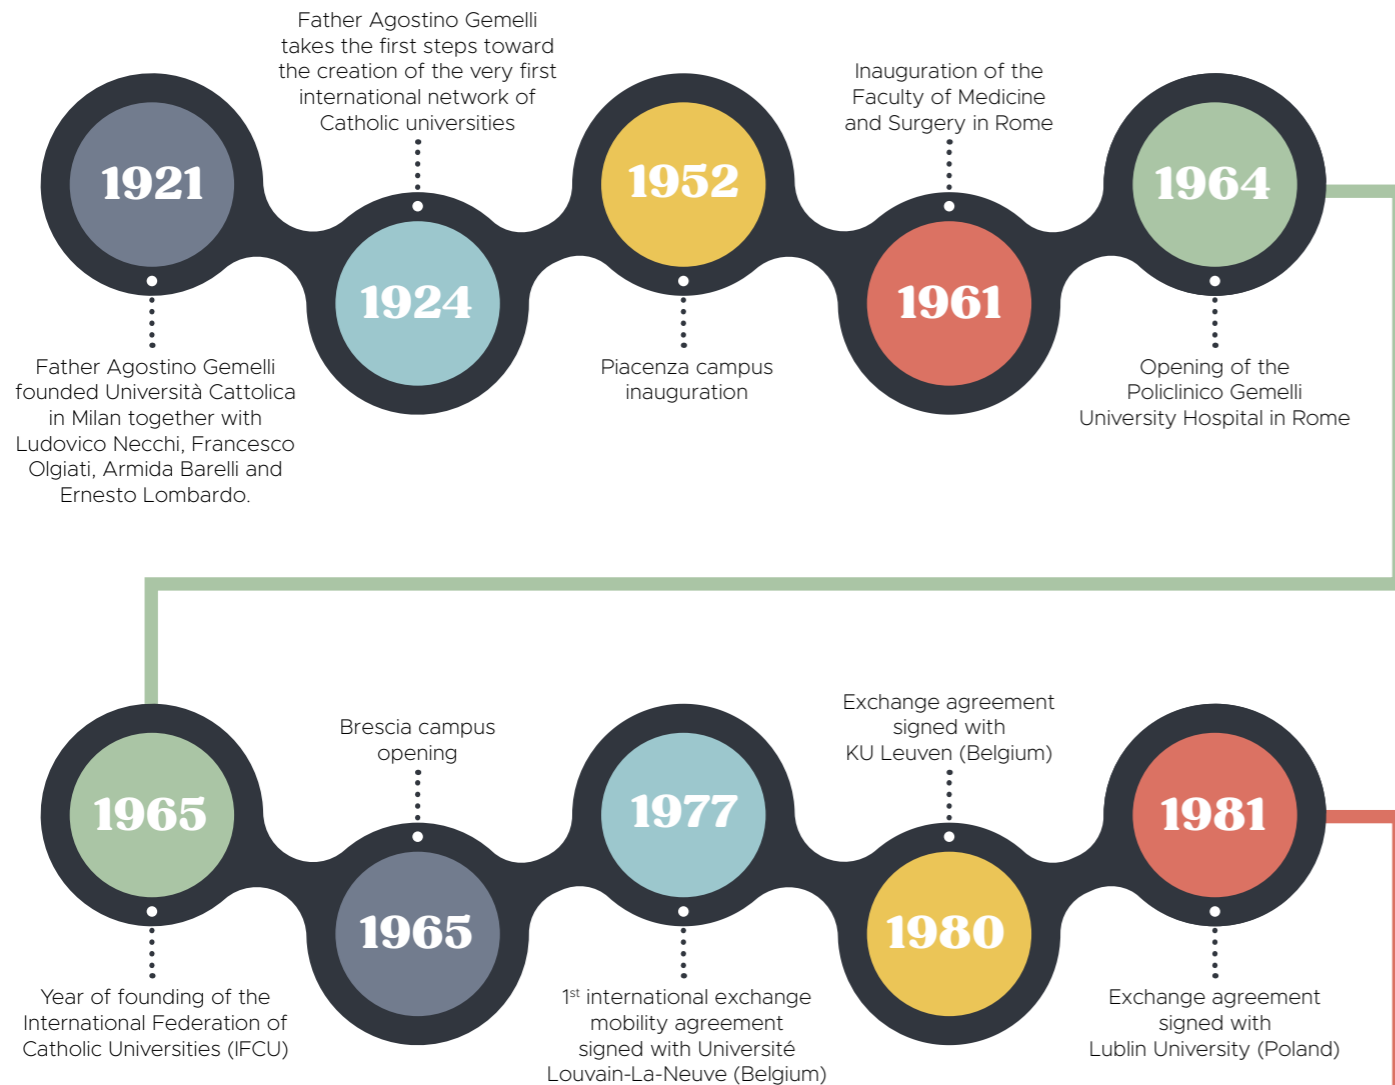 1921
Father Agostino Gemelli
founded Università Cattolica
in Milan together with
Ludovico Necchi, Francesco
Olgiati, Armida Barelli and
Ernesto Lombardo.
Father Agostino Gemelli
takes the first steps toward
the creation of the very first
international network of
Catholic universities
1924
1952
Piacenza campus
inauguration
Inauguration of the
Faculty of Medicine
and Surgery in Rome
1961
1964
Opening of the
Policlinico Gemelli
University Hospital in Rome
1965
Year of founding of the
International Federation of
Catholic Universities (IFCU)
Brescia campus
opening
1965
1977
1st international exchange
mobility agreement
signed with Université
Louvain-La-Neuve (Belgium)
Exchange agreement
signed with
KU Leuven (Belgium)
1980
1981
Exchange agreement
signed with
Lublin University (Poland)